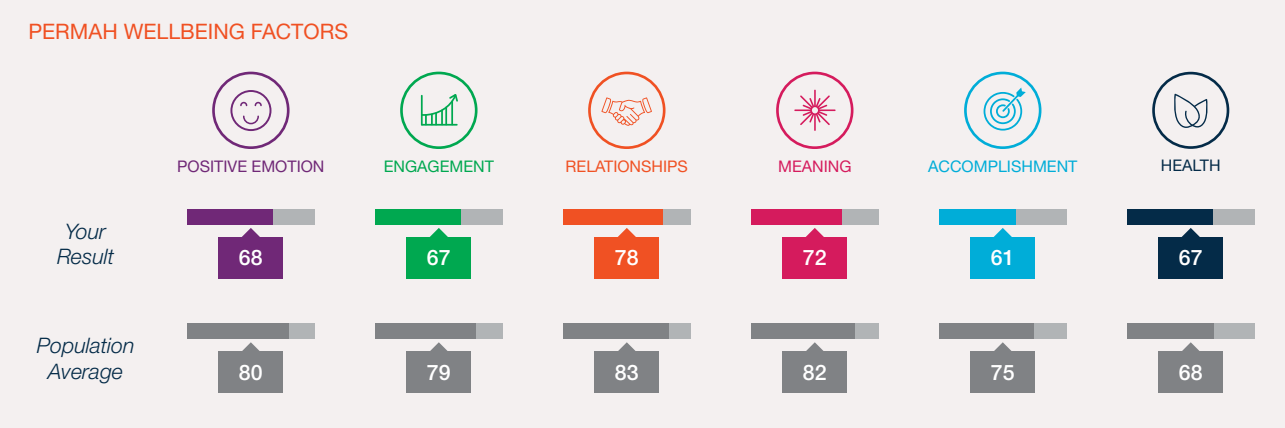 PERMAH WELLBEING FACTORS
POSITIVE EMOTION
ENGAGEMENT
RELATIONSHIPS
MEANING
ACCOMPLISHMENT
HEALTH
Your
Result
68
67
78
72
61
67
Population
Average
80
79
83
82
75
68